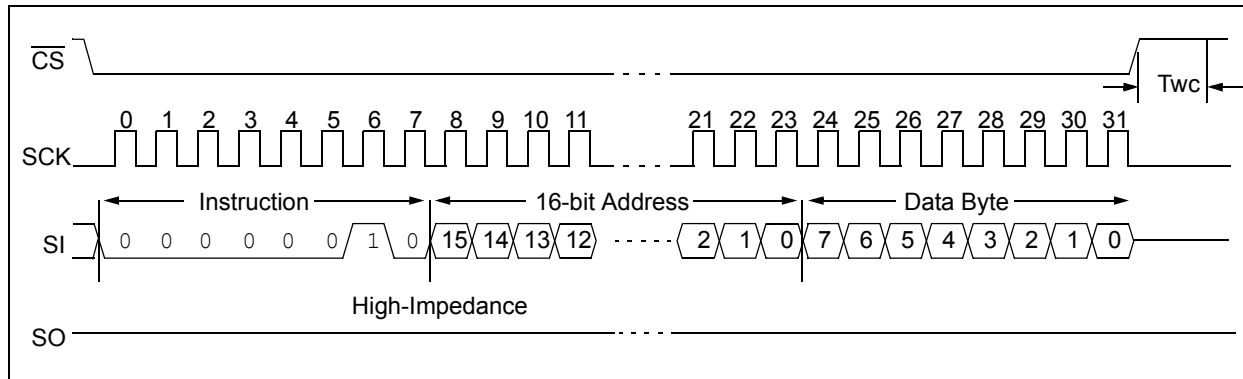 CS
Twc
0 1 2 3 4 5 6 7 8 9 10 11 21 22 23 24 25 26 27 28 29 30 31
SCK
Instruction 16-bit Address Data Byte
SI 0 0 0 0 0 0 1 0 15 14 13 12 2 1 0 7 6 5 4 3 2 1 0
High-Impedance
SO